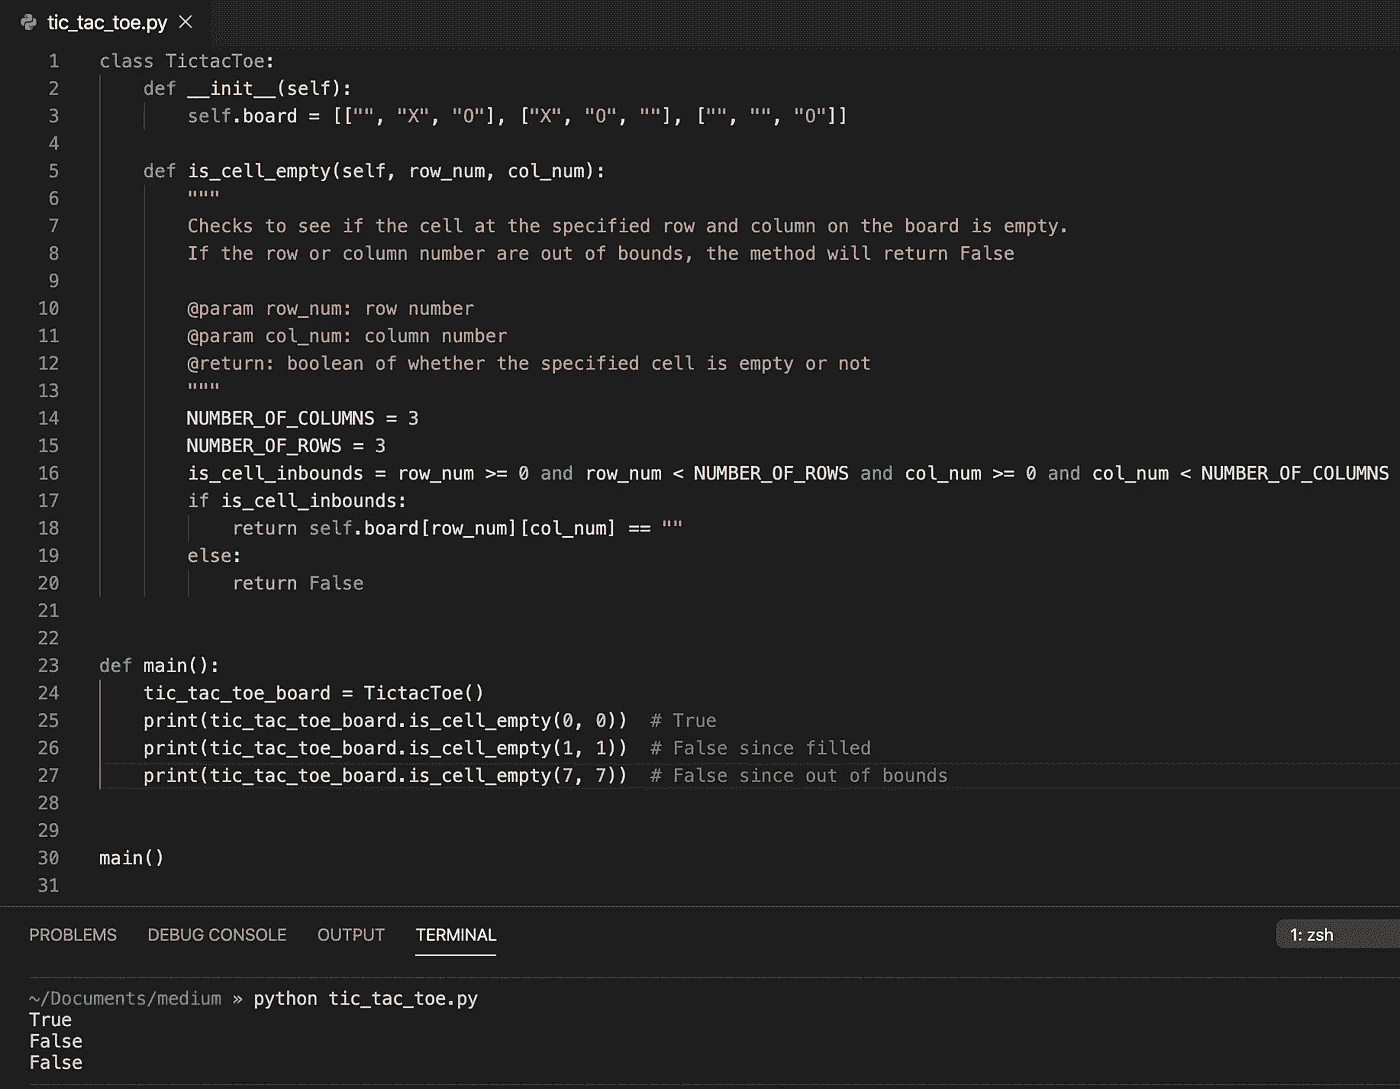 tic_tac_toe.py ×
1 class TictacToe:
2     def __init__(self):
3         self.board = [["", "X", "O"], ["X", "O", ""], ["", "", "O"]]
4
5     def is_cell_empty(self, row_num, col_num):
6         """
7         Checks to see if the cell at the specified row and column on the board is empty.
8         If the row or column number are out of bounds, the method will return False
9
10         @param row_num: row number
11         @param col_num: column number
12         @return: boolean of whether the specified cell is empty or not
13         """
14         NUMBER_OF_COLUMNS = 3
15         NUMBER_OF_ROWS = 3
16         is_cell_inbounds = row_num >= 0 and row_num < NUMBER_OF_ROWS and col_num >= 0 and col_num < NUMBER_OF_COLUMNS
17         if is_cell_inbounds:
18             return self.board[row_num][col_num] == ""
19         else:
20             return False
21
22
23 def main():
24     tic_tac_toe_board = TictacToe()
25     print(tic_tac_toe_board.is_cell_empty(0, 0))  # True
26     print(tic_tac_toe_board.is_cell_empty(1, 1))  # False since filled
27     print(tic_tac_toe_board.is_cell_empty(7, 7))  # False since out of bounds
28
29
30 main()
31
PROBLEMS DEBUG CONSOLE OUTPUT TERMINAL 1: zsh
~/Documents/medium » python tic_tac_toe.py
True
False
False